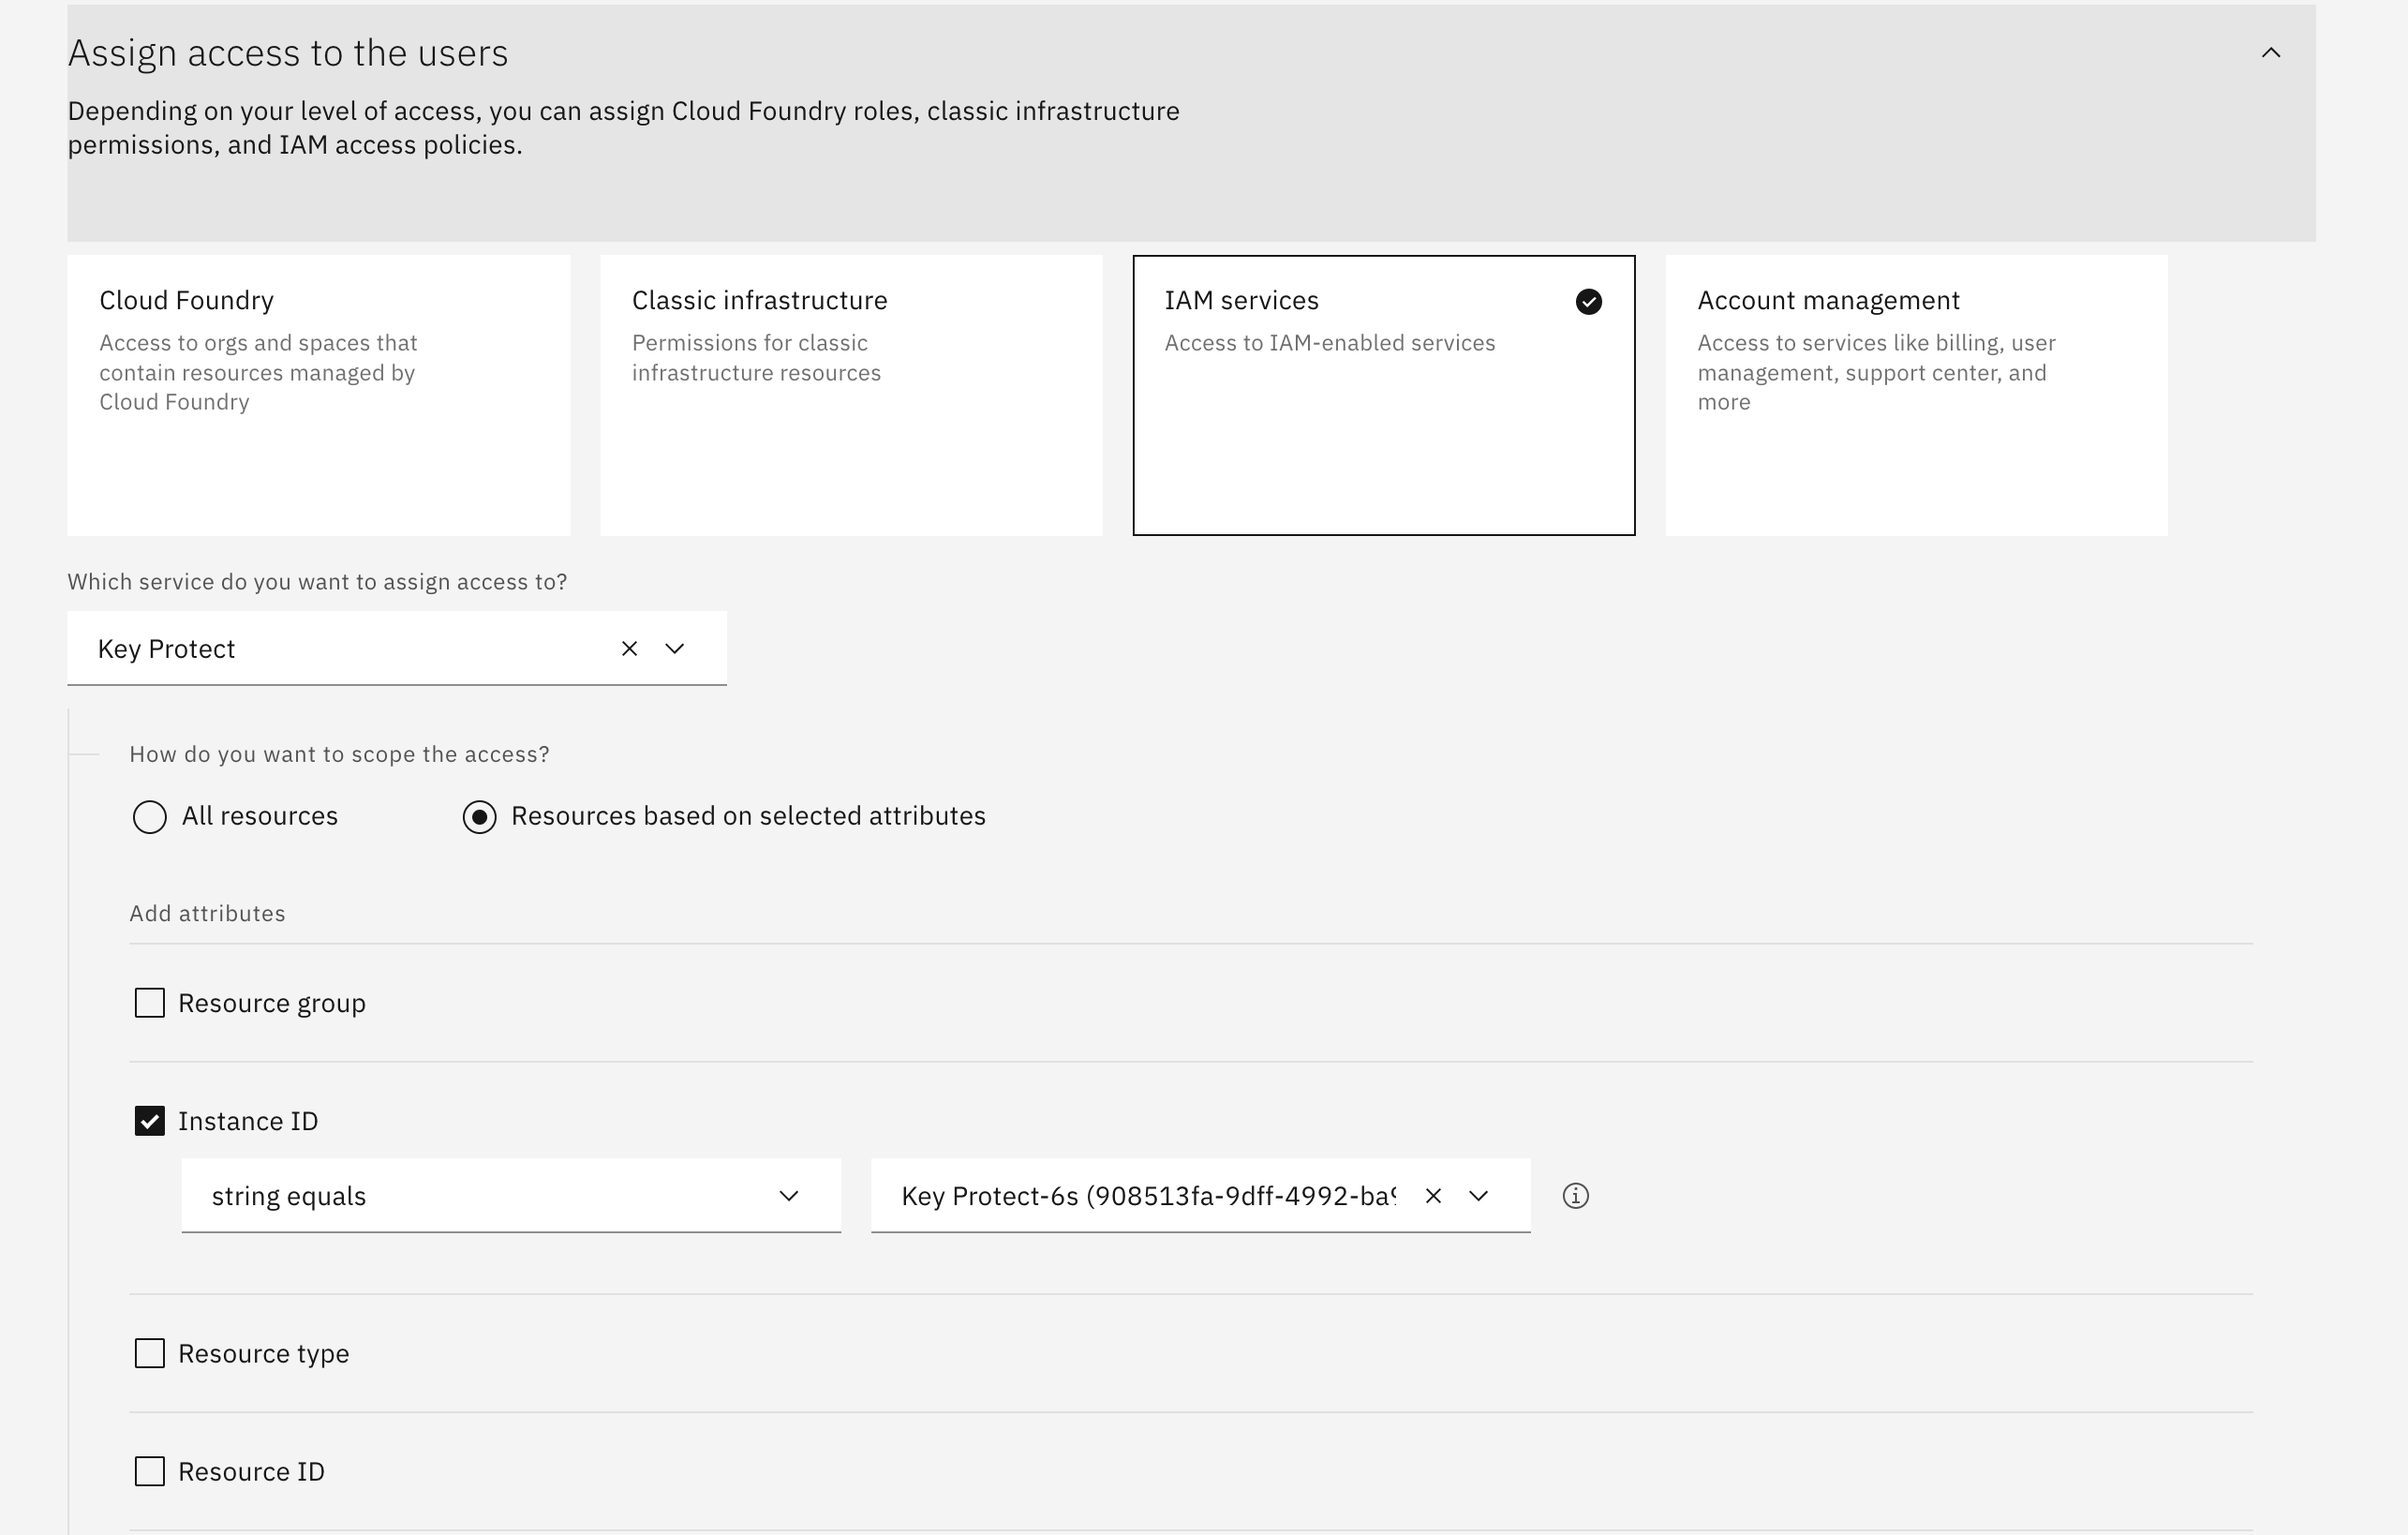 Assign access to the users
Depending on your level of access, you can assign Cloud Foundry roles, classic infrastructure
permissions, and IAM access policies.
Cloud Foundry
Access to orgs and spaces that
contain resources managed by
Cloud Foundry
Classic infrastructure
Permissions for classic
infrastructure resources
IAM services
Access to IAM-enabled services
Account management
Access to services like billing, user
management, support center, and
more
Which service do you want to assign access to?
Key Protect
How do you want to scope the access?
All resources
Resources based on selected attributes
Add attributes
Resource group
Instance ID
string equals
Key Protect-6s (908513fa-9dff-4992-ba
Resource type
Resource ID